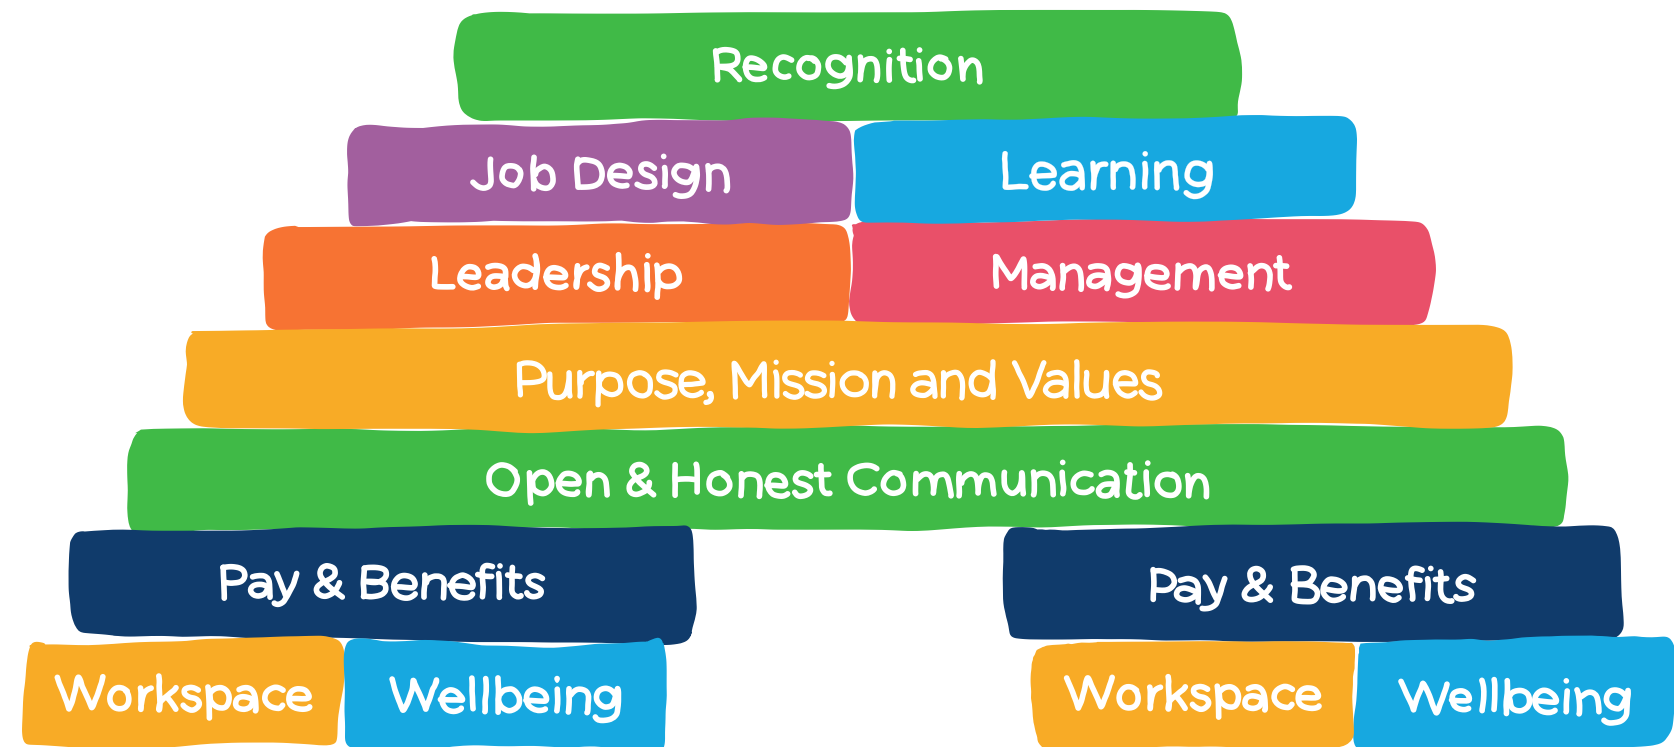 Recognition
Job Design
Learning
Leadership
Management
Purpose, Mission and Values
Open & Honest Communication
Pay & Benefits
Pay & Benefits
Workspace
Wellbeing
Workspace
Wellbeing